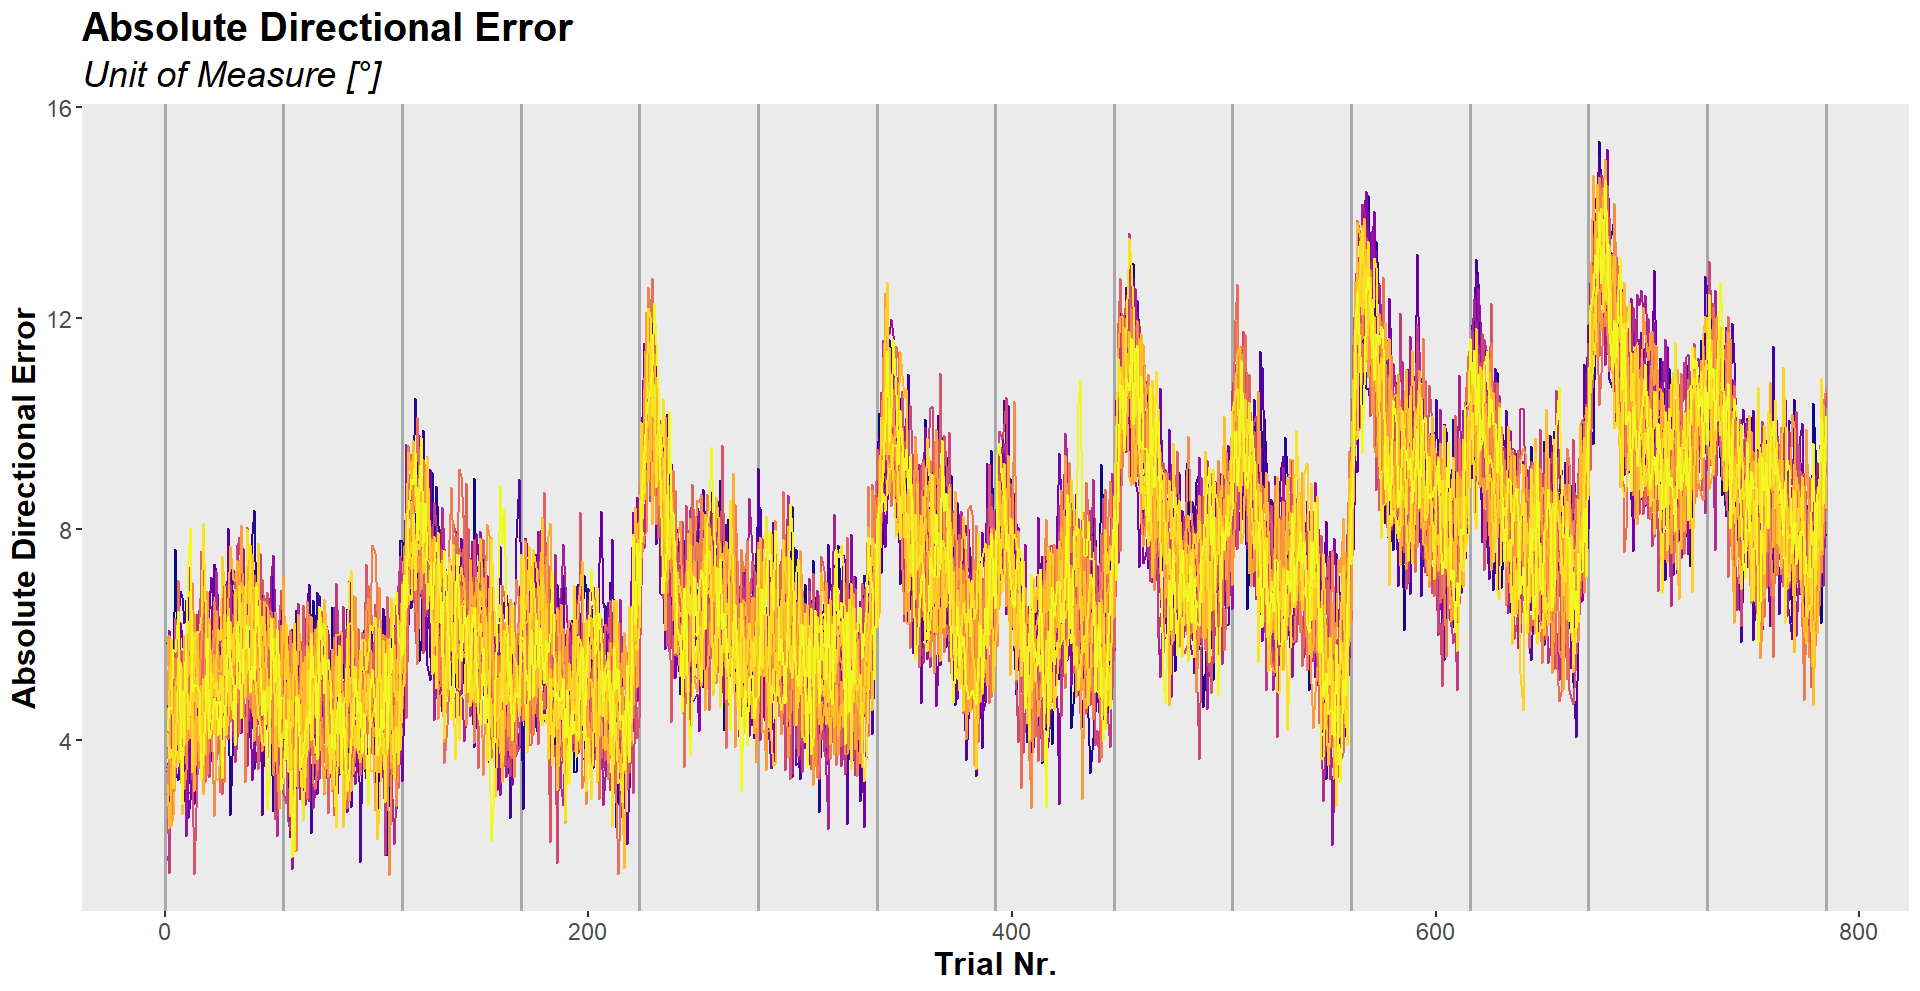 Absolute Directional Error
Unit of Measure [°]
Absolute Directional Error
16
12
8
4
0
200
400
600
800
Trial Nr.